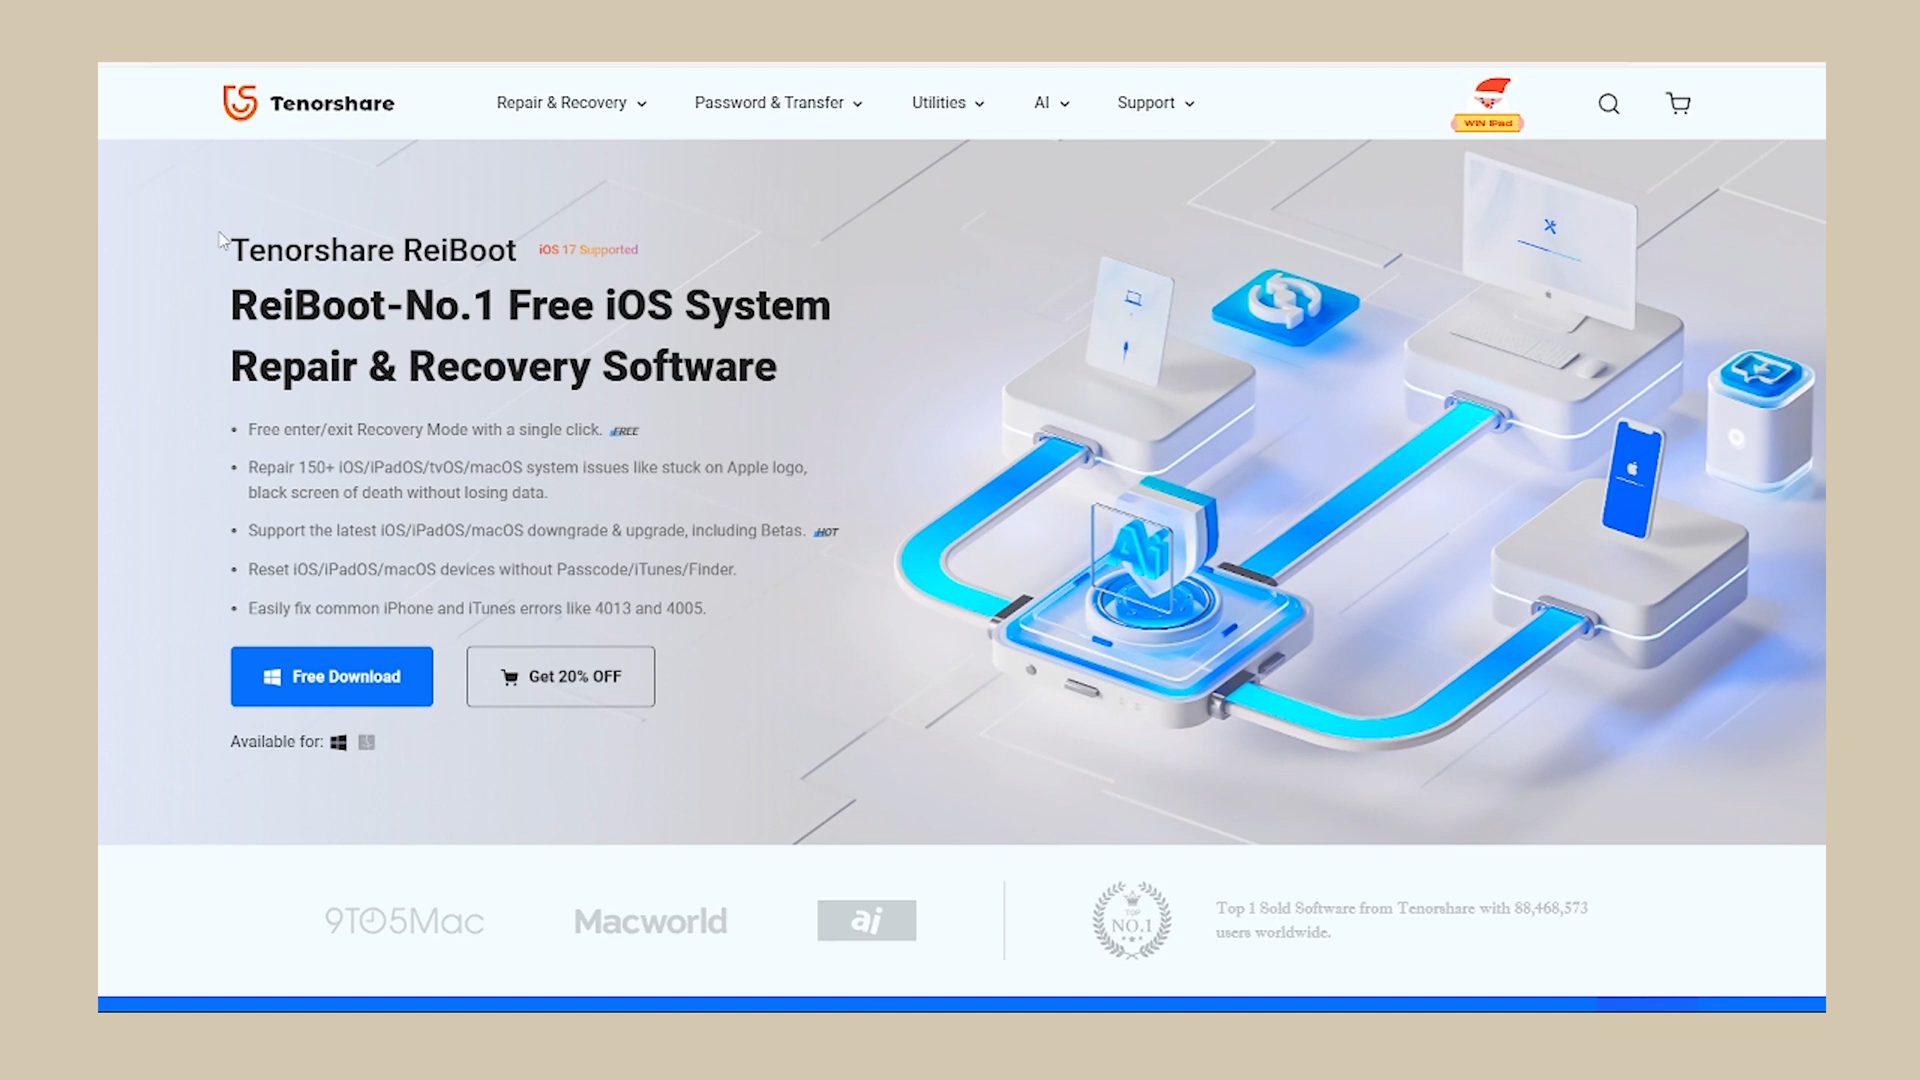 Tenorshare
Repair & Recovery
Password & Transfer
Utilities
AI
Support
WIN iPad
Tenorshare ReiBoot
iOS 17 Supported
ReiBoot-No.1 Free iOS System
Repair & Recovery Software
• Free enter/exit Recovery Mode with a single click. FREE
• Repair 150+ iOS/iPadOS/tvOS/macOS system issues like stuck on Apple logo,
black screen of death without losing data.
• Support the latest iOS/iPadOS/macOS downgrade & upgrade, including Betas. HOT
• Reset iOS/iPadOS/macOS devices without Passcode/iTunes/Finder.
• Easily fix common iPhone and iTunes errors like 4013 and 4005.
Free Download
Get 20% OFF
Available for:
Ai
9TO5Mac
Macworld
ai
TOP
NO.1
Top 1 Sold Software from Tenorshare with 88,468,573
users worldwide.